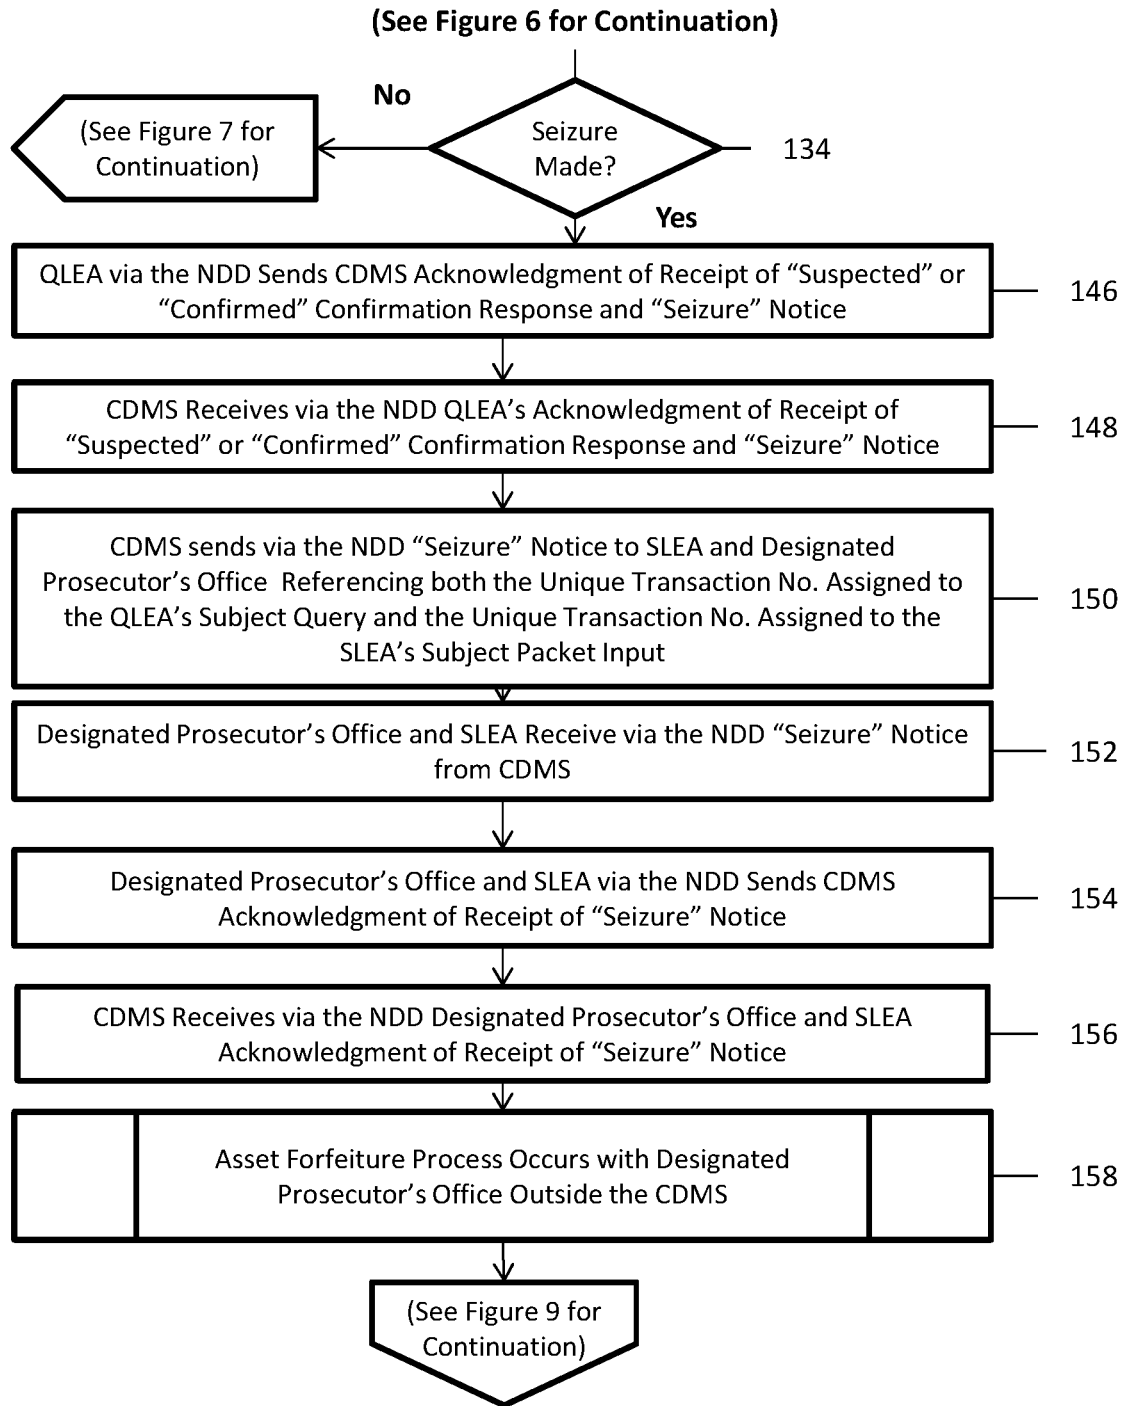 (See Figure 6 for Continuation)
No
(See Figure 7 for
Continuation)
Seizure
Made?
134
Yes
QLEA via the NDD Sends CDMS Acknowledgment of Receipt of “Suspected” or
“Confirmed” Confirmation Response and “Seizure” Notice
146
CDMS Receives via the NDD QLEA’s Acknowledgment of Receipt of
“Suspected” or “Confirmed” Confirmation Response and “Seizure” Notice
148
CDMS sends via the NDD “Seizure” Notice to SLEA and Designated
Prosecutor’s Office Referencing both the Unique Transaction No. Assigned to
the QLEA’s Subject Query and the Unique Transaction No. Assigned to the
SLEA’s Subject Packet Input
150
Designated Prosecutor’s Office and SLEA Receive via the NDD “Seizure” Notice
from CDMS
152
Designated Prosecutor’s Office and SLEA via the NDD Sends CDMS
Acknowledgment of Receipt of “Seizure” Notice
154
CDMS Receives via the NDD Designated Prosecutor’s Office and SLEA
Acknowledgment of Receipt of “Seizure” Notice
156
Asset Forfeiture Process Occurs with Designated
Prosecutor’s Office Outside the CDMS
158
(See Figure 9 for
Continuation)